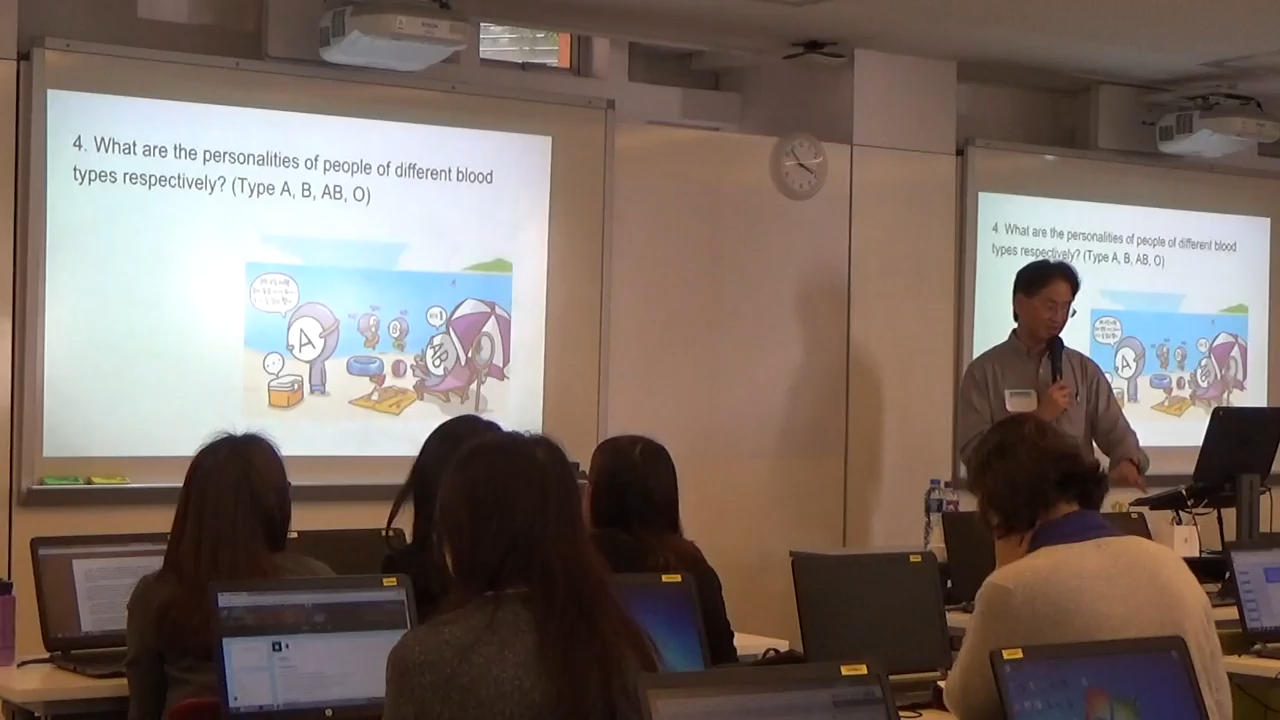 4. What are the personalities of people of different blood
types respectively? (Type A, B, AB, O)
A
B
AB
4. What are the personalities of people of different blood
types respectively? (Type A, B, AB, O)
A